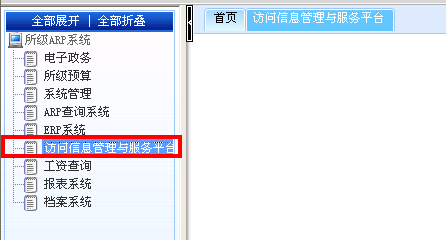 全部展开 | 全部折叠
首页 访问信息管理与服务平台
所级ARP系统
电子政务
所级预算
系统管理
ARP查询系统
ERP系统
访问信息管理与服务平台
工资查询
报表系统
档案系统